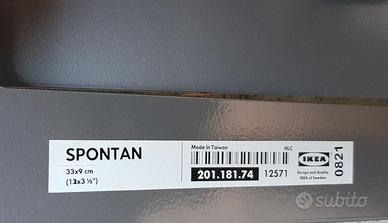 SPONTAN
33x9 cm
(13x3 ½")
Made in Taiwan
NLC
201.181.74
12571
IKEA
Design and Quality
IKEA of Sweden
0821
subito